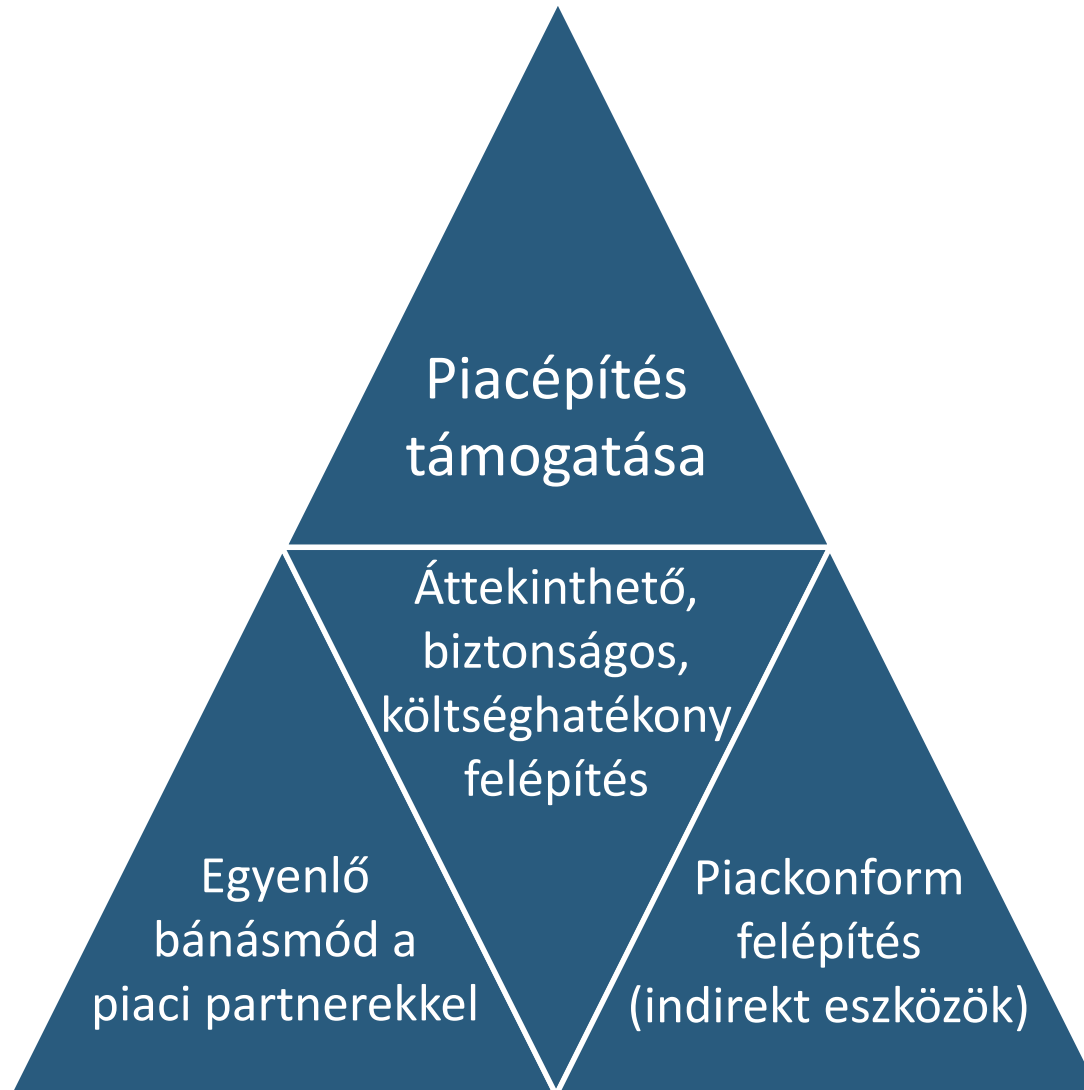 Piacépítés
támogatása
Áttekinthető,
biztonságos,
költséghatékony
felépítés
Egyenlő
bánásmód a
piaci partnerekkel
Piackonform
felépítés
(indirekt eszközök)